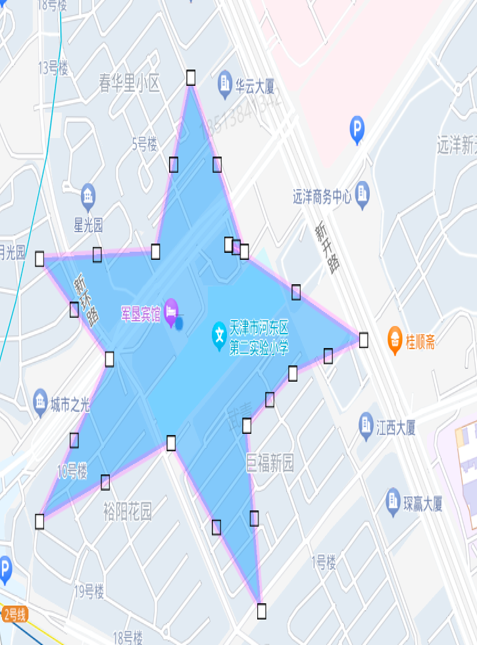 18号楼
13号楼
春华里小区
华云大厦
5号楼
远洋新
远洋商务中心
星光园
月光园
新开路
新环路
军垦宾馆
天津市河东区
第二实验小学
桂顺斋
城市之光
江西大厦
巨福新园
17号楼
裕阳花园
琛赢大厦
1号楼
P
19号楼
2号线
18号楼
P